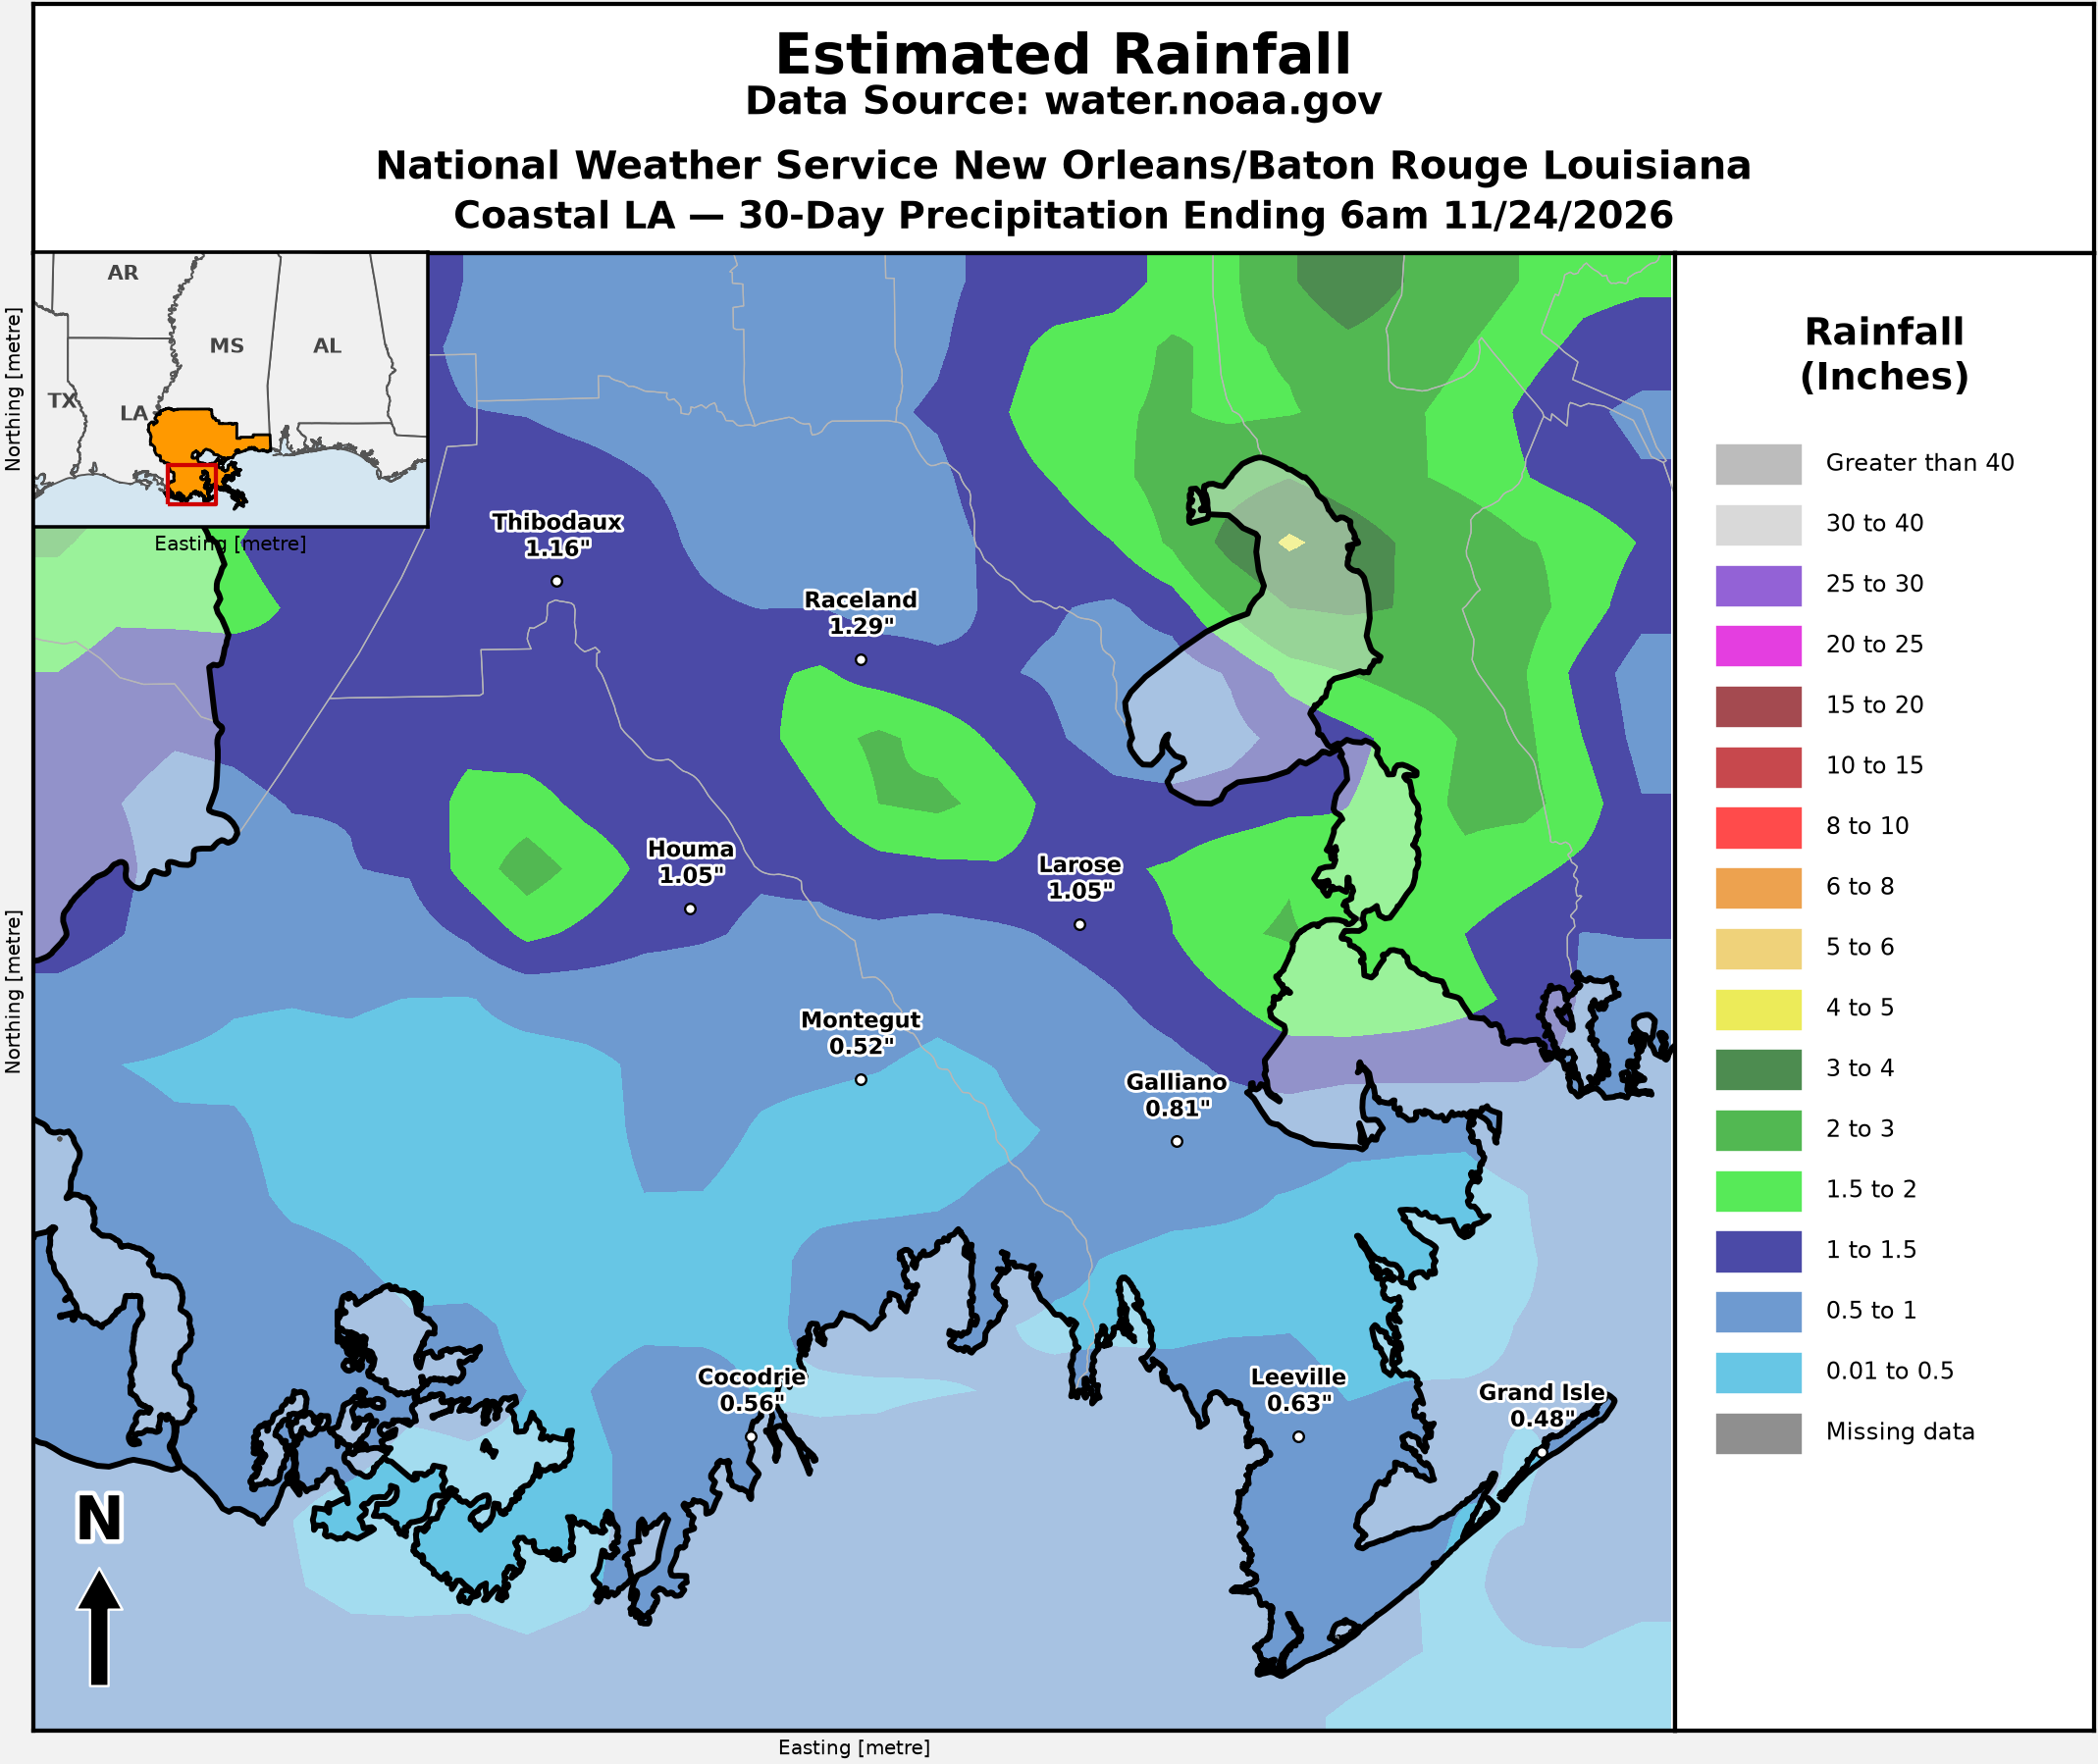 Estimated Rainfall
Data Source: water.noaa.gov
National Weather Service New Orleans/Baton Rouge Louisiana
Coastal LA — 30-Day Precipitation Ending 6am 11/24/2026
Northing [metre]
AR
MS
AL
TX
LA
Easting [metre]
Thibodaux
1.16"
Raceland
1.29"
Houma
1.05"
Larose
1.05"
Northing [metre]
Montegut
0.52"
Galliano
0.81"
Cocodrie
0.56"
Leeville
0.63"
Grand Isle
0.48"
N
Easting [metre]
Rainfall
(Inches)
Greater than 40
30 to 40
25 to 30
20 to 25
15 to 20
10 to 15
8 to 10
6 to 8
5 to 6
4 to 5
3 to 4
2 to 3
1.5 to 2
1 to 1.5
0.5 to 1
0.01 to 0.5
Missing data